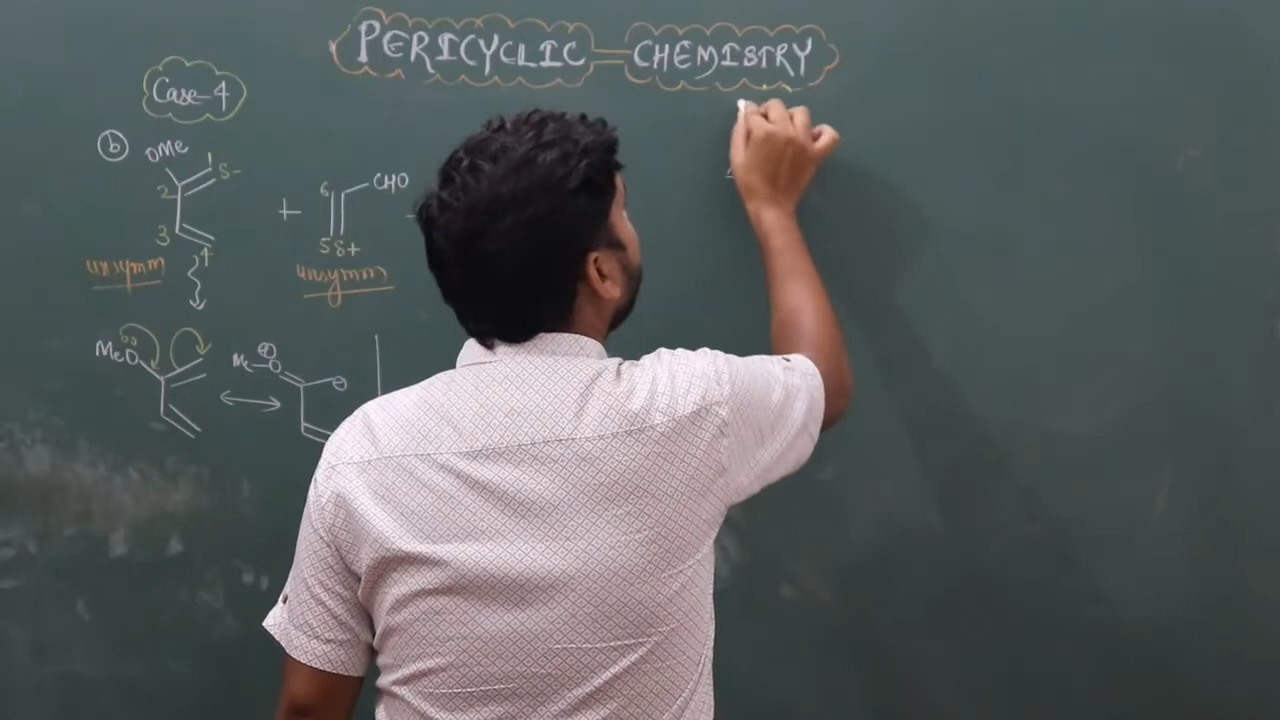 PERICYCLIC = CHEMISTRY
Case-4
b
OMe
1 δ-
2
3
4
+
6 CHO
5 δ+
unsymm
unsymm
MeO
Me-O
⊕
⊖